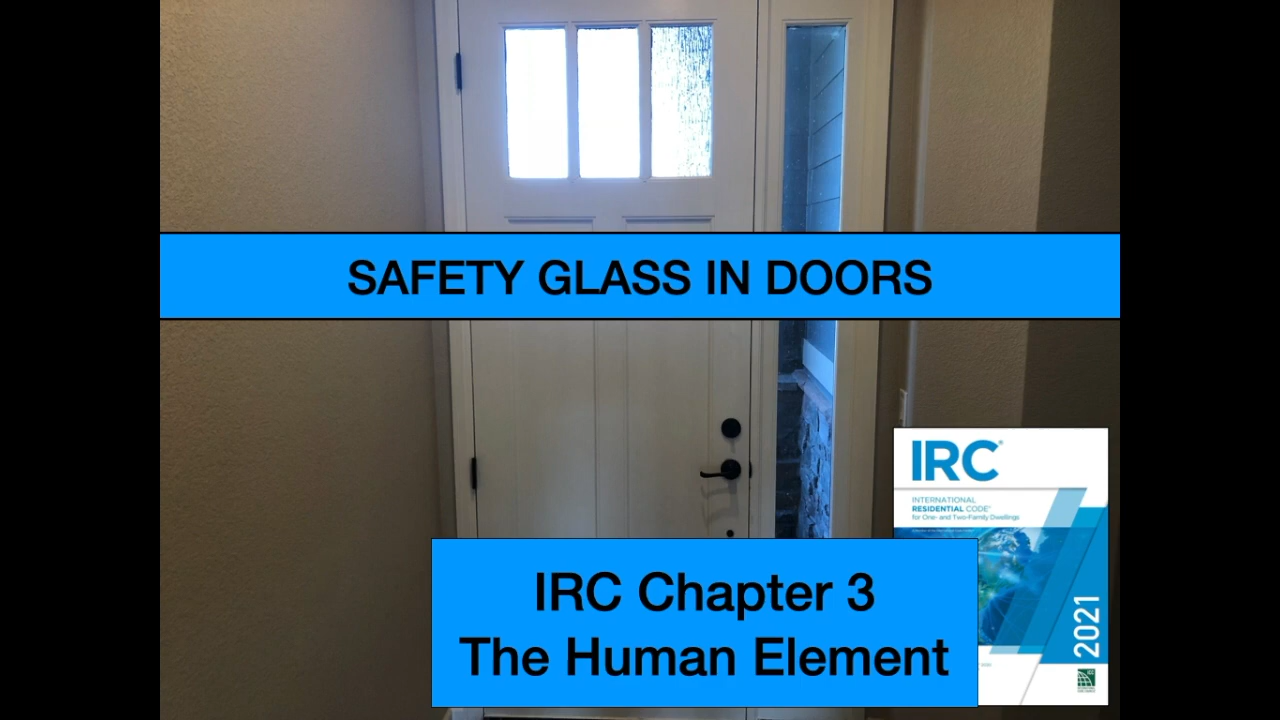 SAFETY GLASS IN DOORS
IRC®
INTERNATIONAL
RESIDENTIAL CODE®
for One- and Two-Family Dwellings
2021
IRC Chapter 3
The Human Element